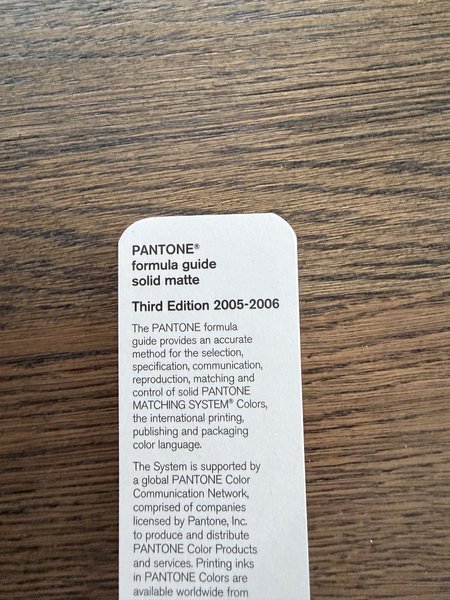 PANTONE®
formula guide
solid matte
Third Edition 2005-2006
The PANTONE formula
guide provides an accurate
method for the selection,
specification, communication,
reproduction, matching and
control of solid PANTONE
MATCHING SYSTEM® Colors,
the international printing,
publishing and packaging
color language.
The System is supported by
a global PANTONE Color
Communication Network,
comprised of companies
licensed by Pantone, Inc.
to produce and distribute
PANTONE Color Products
and services. Printing inks
in PANTONE Colors are
available worldwide from